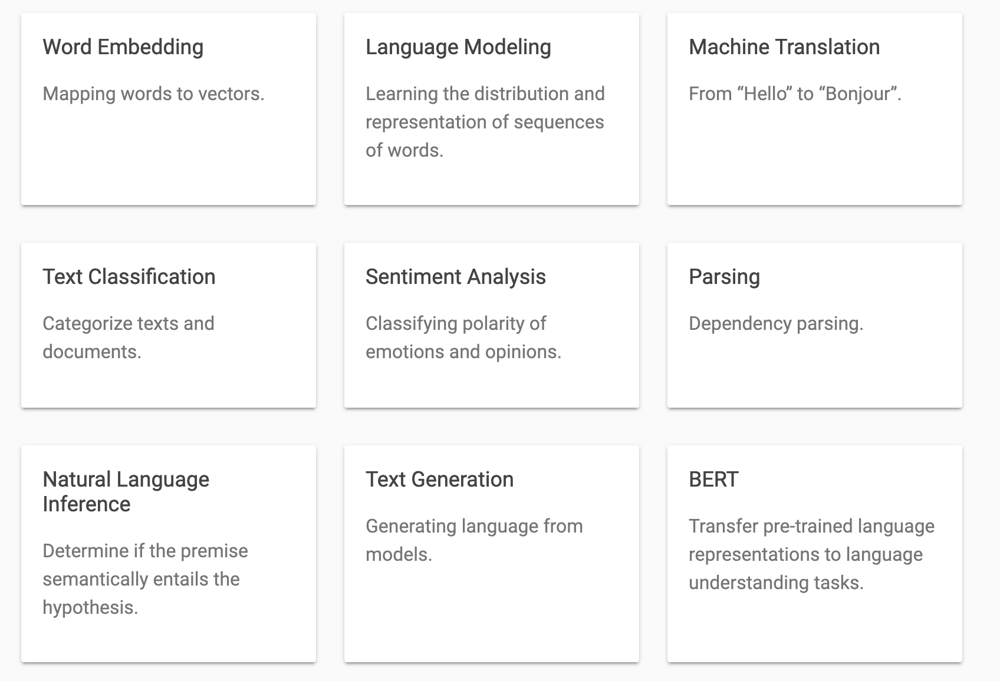 Word Embedding
Mapping words to vectors.
Language Modeling
Learning the distribution and
representation of sequences
of words.
Machine Translation
From “Hello” to “Bonjour”.
Text Classification
Categorize texts and
documents.
Sentiment Analysis
Classifying polarity of
emotions and opinions.
Parsing
Dependency parsing.
Natural Language
Inference
Determine if the premise
semantically entails the
hypothesis.
Text Generation
Generating language from
models.
BERT
Transfer pre-trained language
representations to language
understanding tasks.